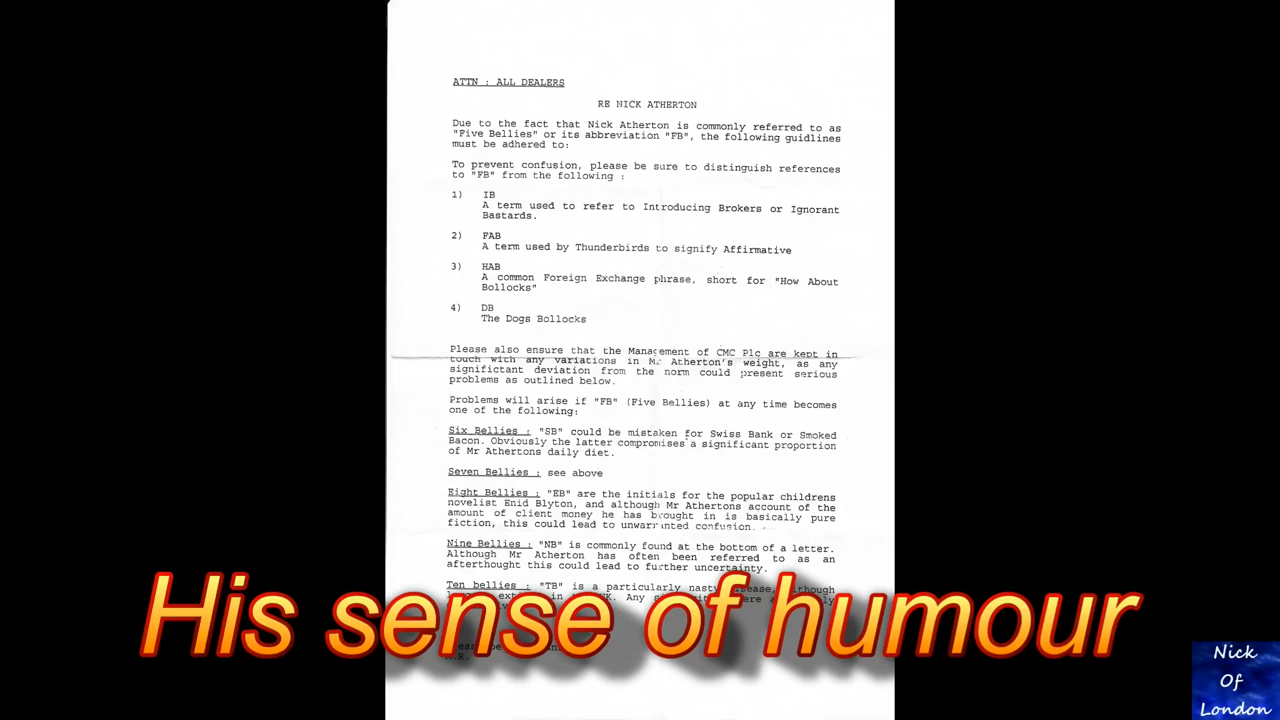 ATTN : ALL DEALERS
RE NICK ATHERTON
Due to the fact that Nick Atherton is commonly referred to as
"Five Bellies" or its abbreviation "FB", the following guidlines
must be adhered to:
To prevent confusion, please be sure to distinguish references
to "FB" from the following :
1) IB
A term used to refer to Introducing Brokers or Ignorant
Bastards.
2) FAB
A term used by Thunderbirds to signify Affirmative
3) HAB
A common Foreign Exchange phrase, short for "How About
Bollocks"
4) DB
The Dogs Bollocks
Please also ensure that the Management of CMC Plc are kept in
touch with any variations in Mr Atherton's weight, as any
significtant deviation from the norm could present serious
problems as outlined below.
Problems will arise if "FB" (Five Bellies) at any time becomes
one of the following:
Six Bellies : "SB" could be mistaken for Swiss Bank or Smoked
Bacon. Obviously the latter compromises a significant proportion
of Mr Athertons daily diet.
Seven Bellies : see above
Eight Bellies : "EB" are the initials for the popular childrens
novelist Enid Blyton, and although Mr Athertons account of the
amount of client money he has brought in is basically pure
fiction, this could lead to unwarrinted confusion.
Nine Bellies : "NB" is commonly found at the bottom of a letter.
Although Mr Atherton has often been referred to as an
afterthought this could lead to further uncertainty.
Ten bellies : "TB" is a particularly nasty
Any
His sense of humour
Nick
Of
London